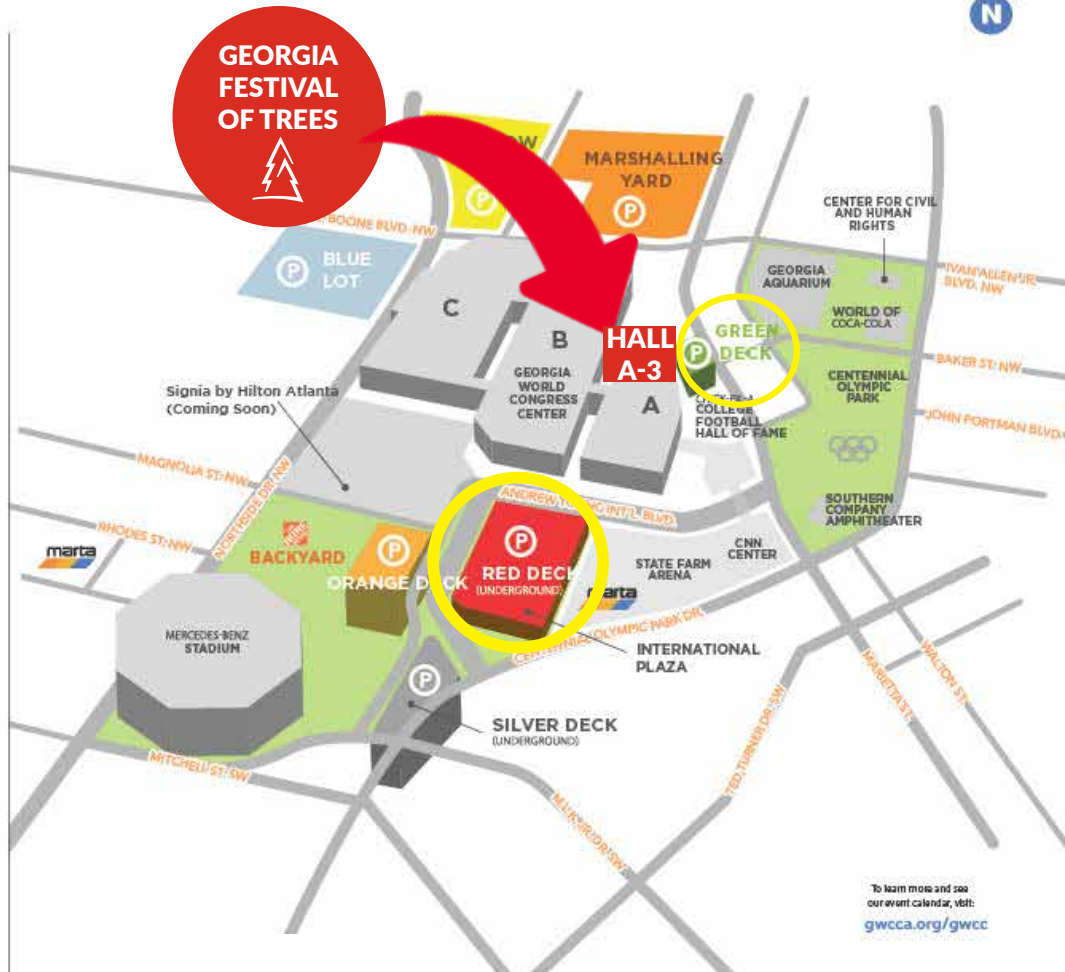 N
GEORGIA
FESTIVAL
OF TREES
OW
P
MARSHALLING
YARD
P
CENTER FOR CIVIL
AND HUMAN
RIGHTS
BOONE BLVD. NW
P BLUE
LOT
GEORGIA
AQUARIUM
IVAN ALLEN JR.
BLVD. NW
WORLD OF
COCA-COLA
C
B
HALL
A-3
P
GREEN
DECK
BAKER ST. NW
GEORGIA
WORLD
CONGRESS
CENTER
A
CENTENNIAL
OLYMPIC
PARK
Signia by Hilton Atlanta
(Coming Soon)
CHICK-FIL-A
COLLEGE
FOOTBALL
HALL OF FAME
JOHN PORTMAN BLVD.
MAGNOLIA ST. NW
NORTHSIDE DR. NW
ANDREW YOUNG INT'L. BLVD.
SOUTHERN
COMPANY
AMPHITHEATER
RHODES ST. NW
marta
BACKYARD
P
ORANGE DECK
P
RED DECK
(UNDERGROUND)
STATE FARM
ARENA
CNN
CENTER
marta
MERCEDES-BENZ
STADIUM
CENTENNIAL OLYMPIC PARK DR.
INTERNATIONAL
PLAZA
P
SILVER DECK
(UNDERGROUND)
MARIETTA ST.
WALTON ST.
TED TURNER DR. SW
MITCHELL ST. SW
M.L.K. JR. DR. SW
To learn more and see
our event calendar, visit:
gwcca.org/gwcc